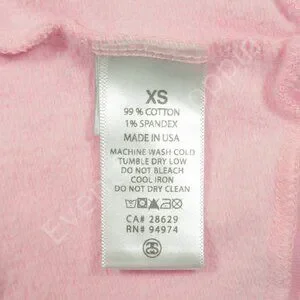 XS
99 % COTTON
1% SPANDEX
MADE IN USA
MACHINE WASH COLD
TUMBLE DRY LOW
DO NOT BLEACH
COOL IRON
DO NOT DRY CLEAN
CA# 28629
RN# 94974